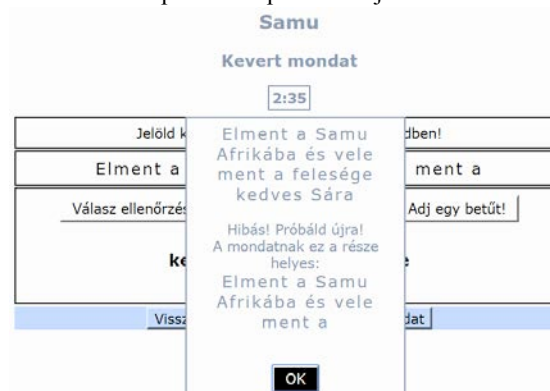 Samu
Kevert mondat
2:35
Jelöld k
dben!
Elment a
ment a
Válasz ellenőrzés
Adj egy betűt!
ke
Vissz
dat
Elment a Samu
Afrikába és vele
ment a felesége
kedves Sára
Hibás! Próbáld újra!
A mondatnak ez a része
helyes:
Elment a Samu
Afrikába és vele
ment a
OK